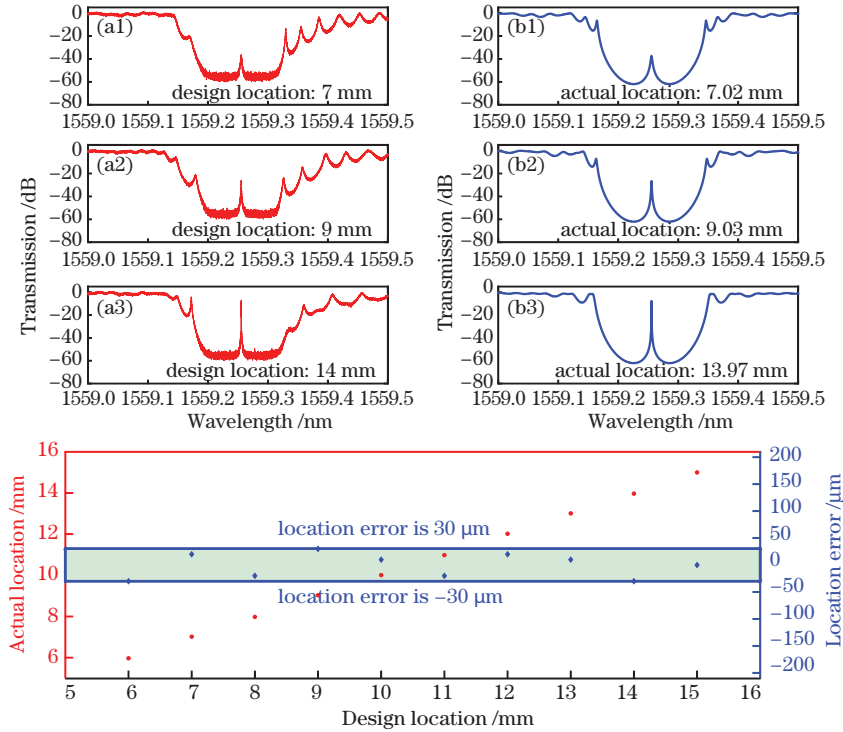 0
−20
−40
−60
−80
(a1)
design location: 7 mm
1559.0 1559.1 1559.2 1559.3 1559.4 1559.5
0
−20
−40
−60
−80
(b1)
actual location: 7.02 mm
1559.0 1559.1 1559.2 1559.3 1559.4 1559.5
Transmission /dB
0
−20
−40
−60
−80
(a2)
design location: 9 mm
1559.0 1559.1 1559.2 1559.3 1559.4 1559.5
Transmission /dB
0
−20
−40
−60
−80
(b2)
actual location: 9.03 mm
1559.0 1559.1 1559.2 1559.3 1559.4 1559.5
0
−20
−40
−60
−80
(a3)
design location: 14 mm
1559.0 1559.1 1559.2 1559.3 1559.4 1559.5
Wavelength /nm
0
−20
−40
−60
−80
(b3)
actual location: 13.97 mm
1559.0 1559.1 1559.2 1559.3 1559.4 1559.5
Wavelength /nm
Actual location /mm
16
14
12
10
8
6
location error is 30 μm
location error is −30 μm
200
150
100
50
0
−50
−100
−150
−200
Location error /μm
5 6 7 8 9 10 11 12 13 14 15 16
Design location /mm